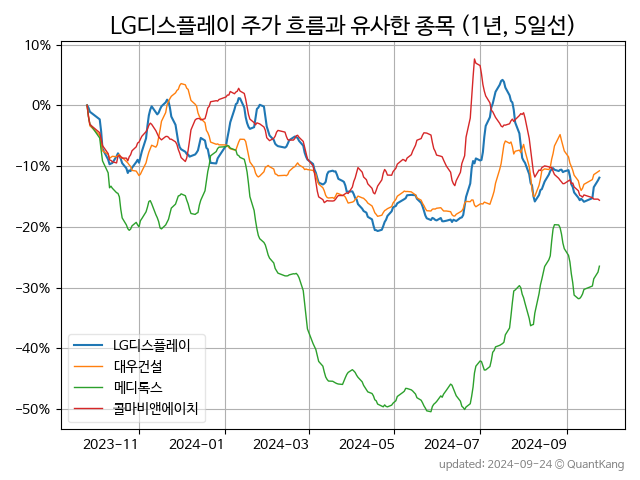 LG디스플레이 주가 흐름과 유사한 종목 (1년, 5일선)
10%
0%
−10%
−20%
−30%
−40%
−50%
LG디스플레이
대우건설
메디톡스
콜마비앤에이치
2023-11
2024-01
2024-03
2024-05
2024-07
2024-09
updated: 2024-09-24 © QuantKang